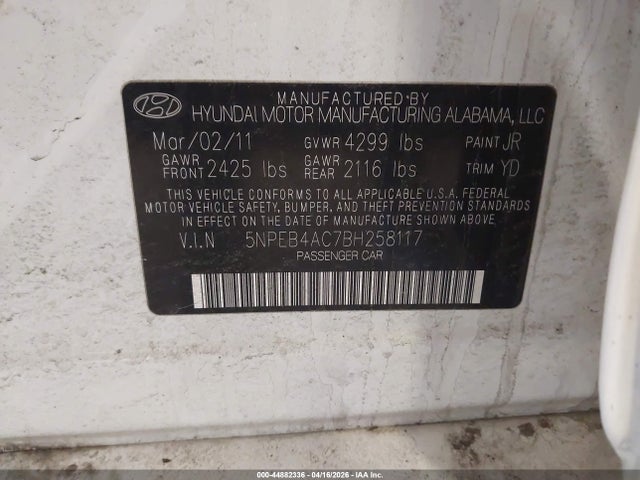 MANUFACTURED BY
HYUNDAI MOTOR MANUFACTURING ALABAMA, LLC
Mar/02/11 GVWR 4299 lbs PAINT JR
GAWR FRONT 2425 lbs GAWR REAR 2116 lbs TRIM YD
THIS VEHICLE CONFORMS TO ALL APPLICABLE U.S.A. FEDERAL
MOTOR VEHICLE SAFETY, BUMPER, AND THEFT PREVENTION STANDARDS
IN EFFECT ON THE DATE OF MANUFACTURE SHOWN ABOVE.
V.I.N 5NPEB4AC7BH258117
PASSENGER CAR
000-44882336 - 04/16/2026 - IAA Inc.